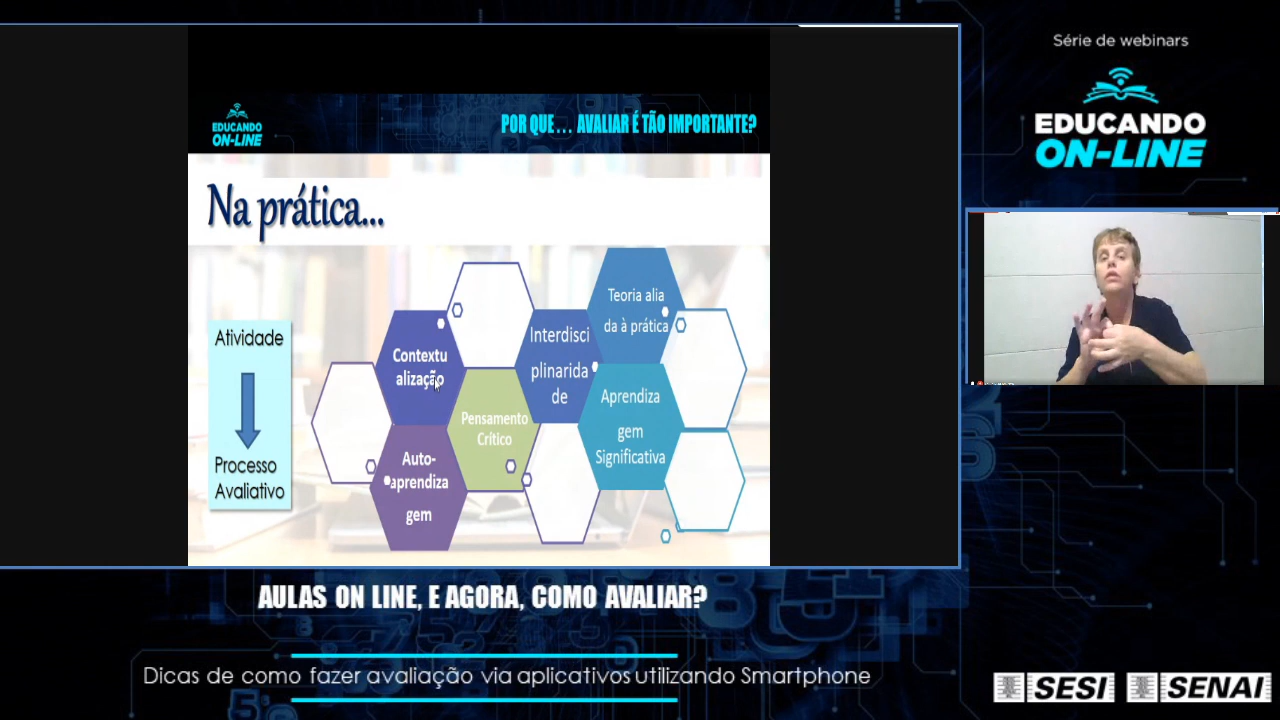 Série de webinars
EDUCANDO
ON-LINE
EDUCANDO
ON-LINE
POR QUE... AVALIAR É TÃO IMPORTANTE?
Na prática...
Atividade
Processo
Avaliativo
Contextu
alização
Auto-
aprendiza
gem
Pensamento
Crítico
Interdisci
plinarida
de
Teoria alia
da à prática
Aprendiza
gem
Significativa
AULAS ON LINE, E AGORA, COMO AVALIAR?
Dicas de como fazer avaliação via aplicativos utilizando Smartphone
SESI
SENAI